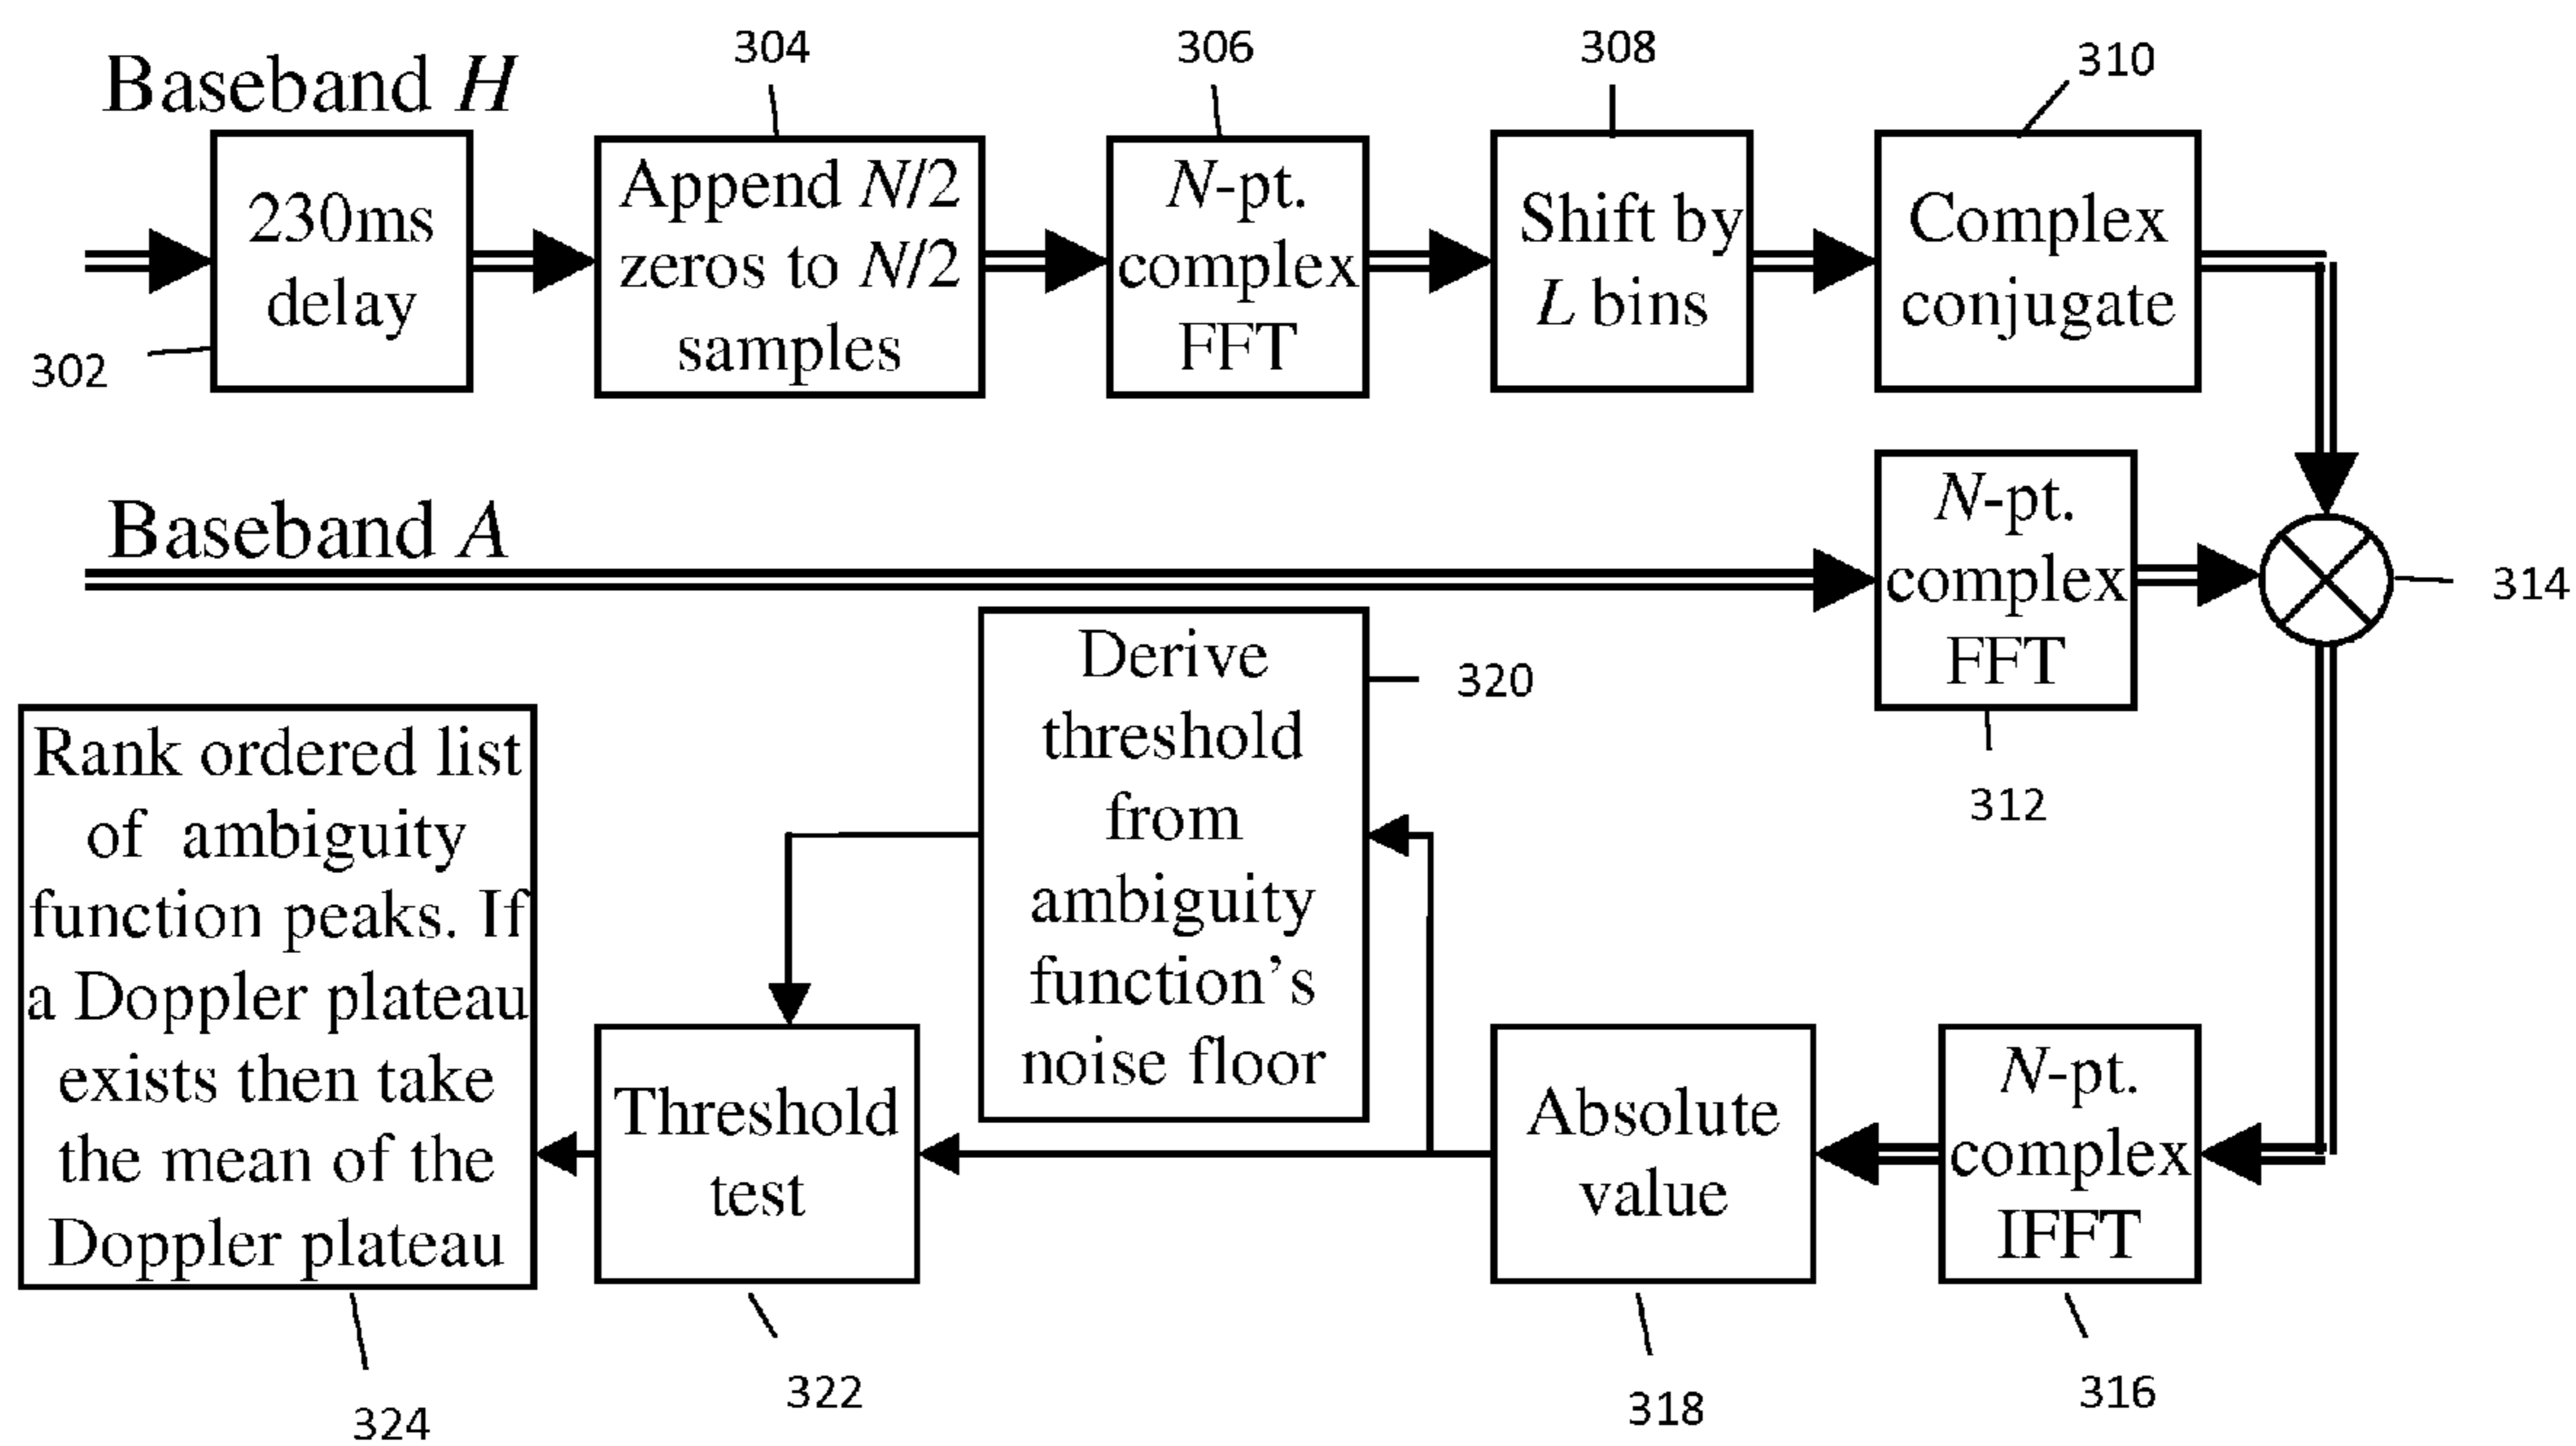 304
306
308
310
Baseband H
230ms
delay
302
Append N/2
zeros to N/2
samples
N-pt.
complex
FFT
Shift by
L bins
Complex
conjugate
Baseband A
N-pt.
complex
FFT
312
314
Derive
threshold
from
ambiguity
function's
noise floor
320
Rank ordered list
of ambiguity
function peaks. If
a Doppler plateau
exists then take
the mean of the
Doppler plateau
324
Threshold
test
322
Absolute
value
318
N-pt.
complex
IFFT
316